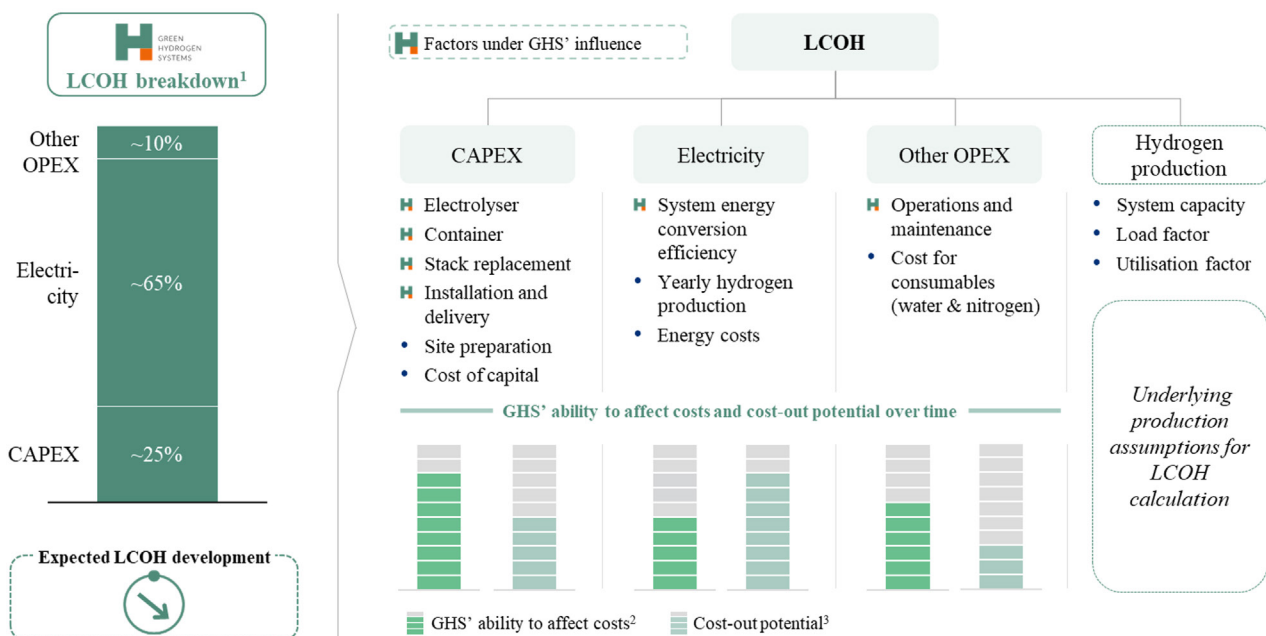 GREEN
HYDROGEN
SYSTEMS
LCOH breakdown1
Other
OPEX
~10%
Electri-
city
~65%
CAPEX
~25%
Expected LCOH development
Factors under GHS’ influence
LCOH
CAPEX
Electrolyser
Container
Stack replacement
Installation and
delivery
• Site preparation
• Cost of capital
Electricity
System energy
conversion
efficiency
• Yearly hydrogen
production
• Energy costs
Other OPEX
Operations and
maintenance
• Cost for
consumables
(water & nitrogen)
Hydrogen
production
• System capacity
• Load factor
• Utilisation factor
Underlying
production
assumptions for
LCOH
calculation
GHS’ ability to affect costs and cost-out potential over time
GHS’ ability to affect costs2
Cost-out potential3